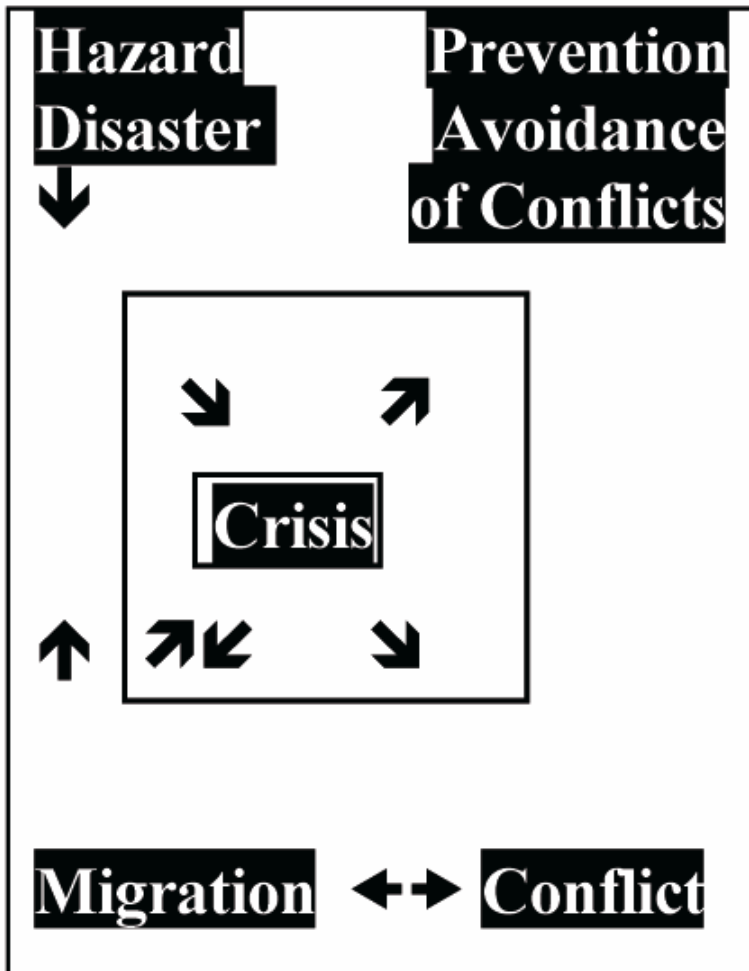 Hazard
Disaster
Prevention
Avoidance
of Conflicts
Crisis
Migration
Conflict